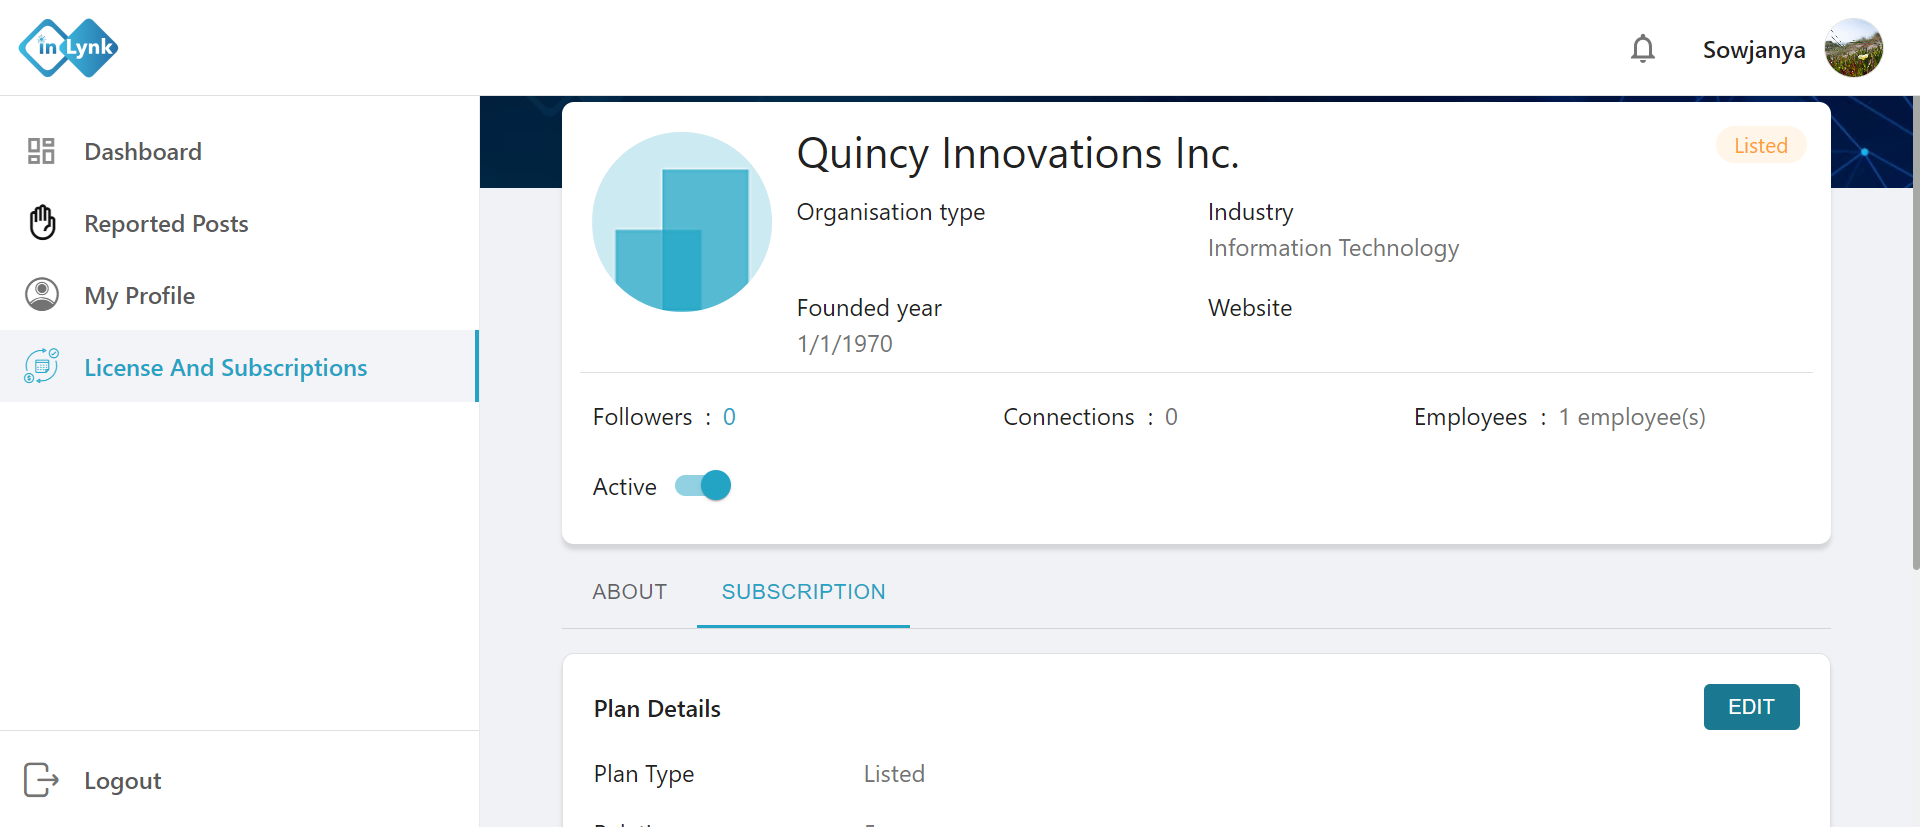 inLynk
Sowjanya
Dashboard
Reported Posts
My Profile
License And Subscriptions
Logout
Quincy Innovations Inc.
Listed
Organisation type
Industry
Information Technology
Founded year
1/1/1970
Website
Followers : 0
Connections : 0
Employees : 1 employee(s)
Active
ABOUT
SUBSCRIPTION
Plan Details
EDIT
Plan Type
Listed